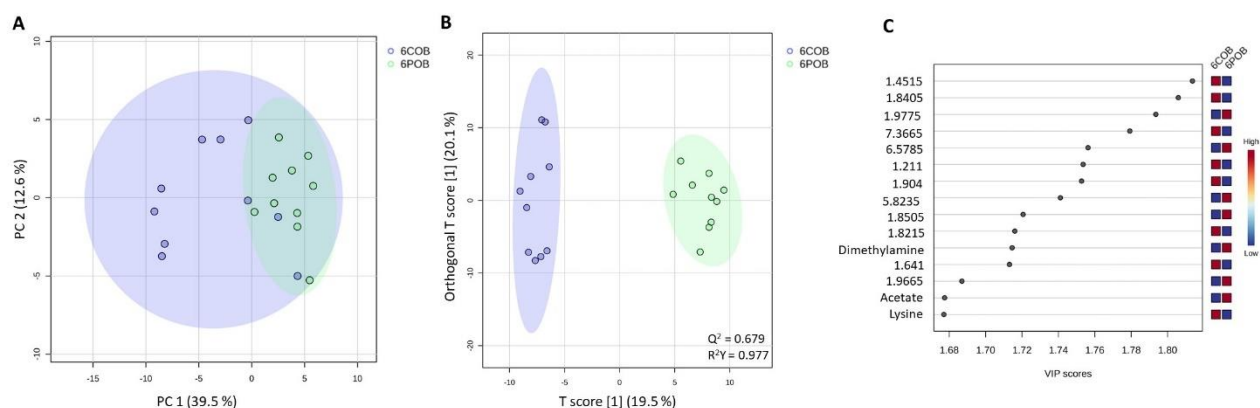 A
6COB
6POB
PC 2 (12.6 %)
10
5
0
-5
-10
-15
-10
-5
0
5
10
PC 1 (39.5 %)
B
6COB
6POB
Orthogonal T score [1] (20.1 %)
20
10
0
-10
-20
Q² = 0.679
R²Y = 0.977
-10
-5
0
5
10
T score [1] (19.5 %)
C
6COB
6POB
1.4515
1.8405
1.9775
7.3665
6.5785
1.211
1.904
5.8235
1.8505
1.8215
Dimethylamine
1.641
1.9665
Acetate
Lysine
High
Low
1.68
1.70
1.72
1.74
1.76
1.78
1.80
VIP scores